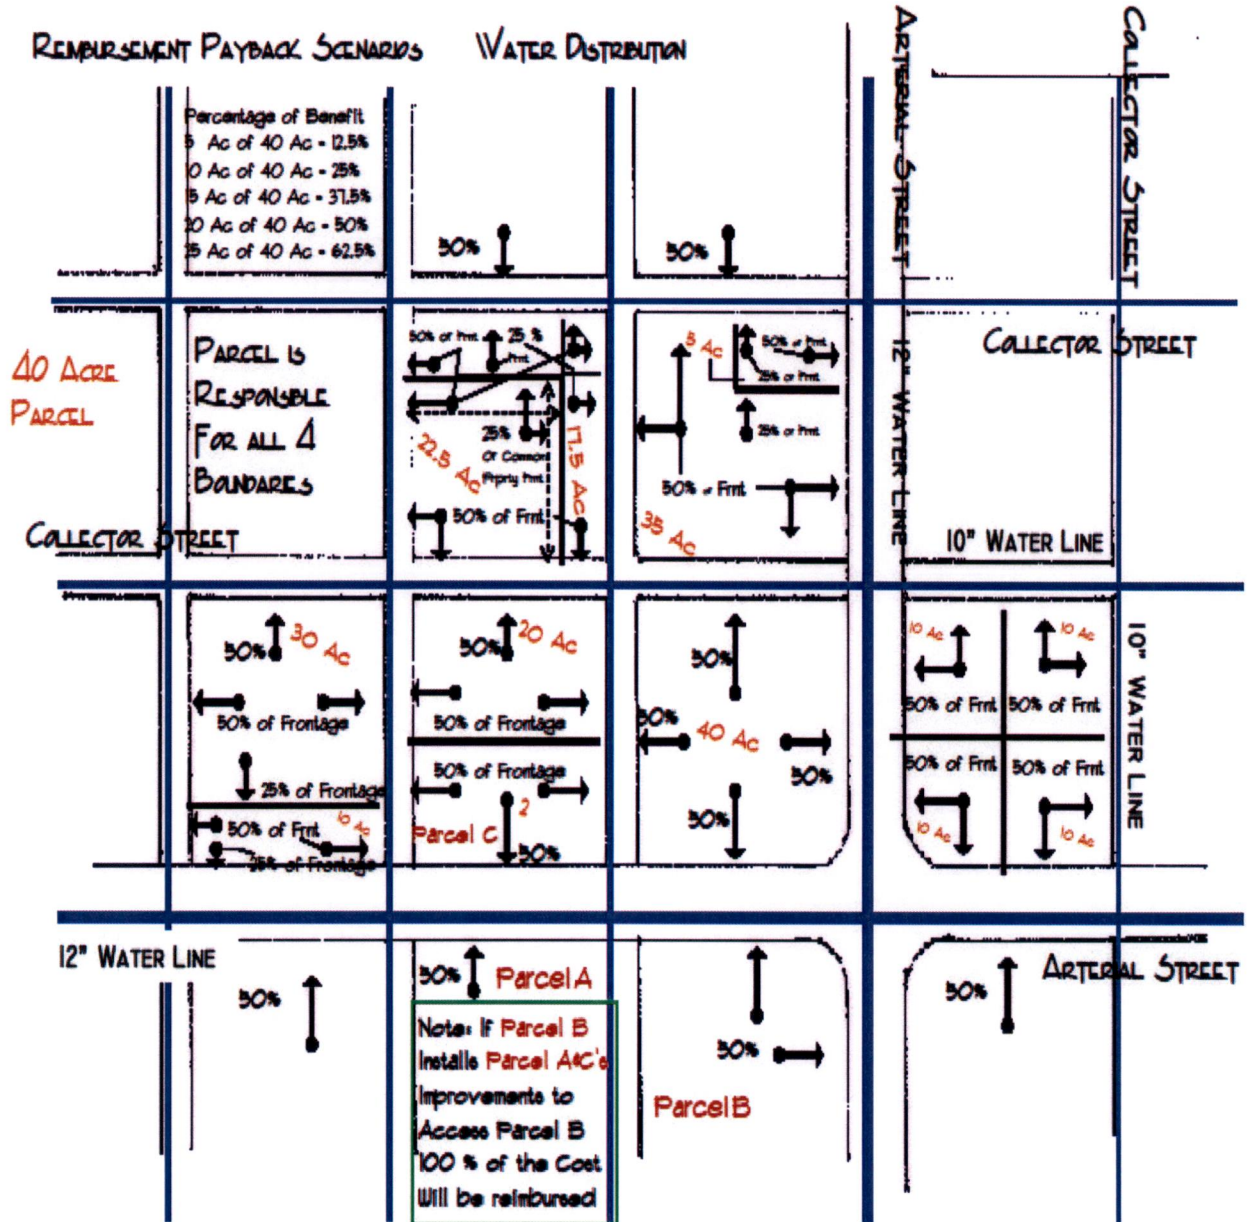 REIMBURSEMENT PAYBACK SCENARIOS
WATER DISTRIBUTION
ARTERIAL STREET
COLLECTOR STREET
Percentage of Benefit
5 Ac of 40 Ac - 12.5%
10 Ac of 40 Ac - 25%
15 Ac of 40 Ac - 37.5%
20 Ac of 40 Ac - 50%
25 Ac of 40 Ac - 62.5%
50%
50%
40 ACRE
PARCEL
PARCEL IS
RESPONSIBLE
FOR ALL 4
BOUNDARIES
50% of Frnt
25 %
Frnt
22.5 Ac
17.5 Ac
25%
Of Common
Prprty Frnt
50% of Frnt
5 Ac
50% of Frnt
25% of Frnt
25% of Frnt
50% of Frnt
35 Ac
12" WATER LINE
COLLECTOR STREET
COLLECTOR STREET
10" WATER LINE
50%
30 Ac
50% of Frontage
25% of Frontage
50% of Frnt
10 Ac
25% of Frontage
50%
20 Ac
50% of Frontage
50% of Frontage
2
Parcel C
50%
50%
50%
40 Ac
50%
50%
10 Ac
10 Ac
50% of Frnt
50% of Frnt
50% of Frnt
50% of Frnt
10 Ac
10 Ac
10" WATER LINE
12" WATER LINE
50%
50%
Parcel A
Note: If Parcel B
Installs Parcel A&C's
Improvements to
Access Parcel B
100 % of the Cost
Will be reimbursed
50%
Parcel B
50%
ARTERIAL STREET